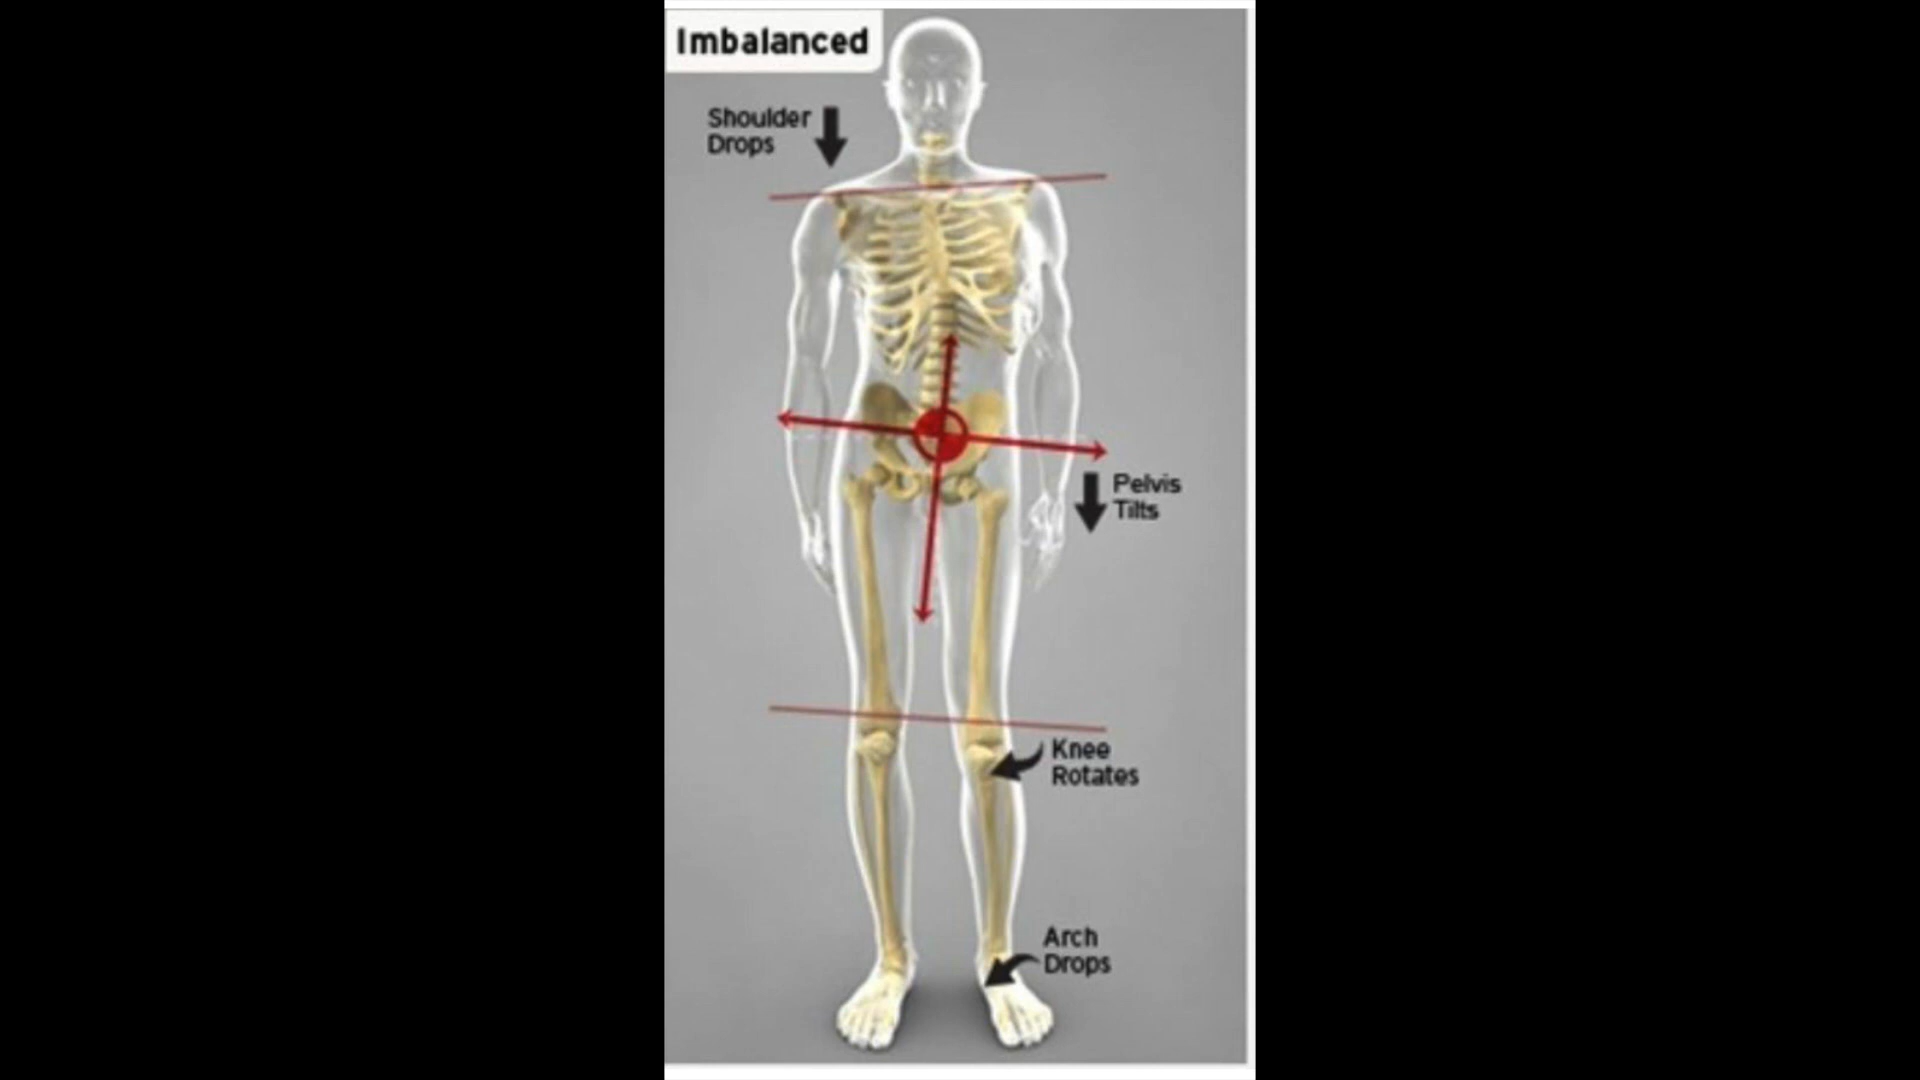 Imbalanced
Shoulder
Drops
Pelvis
Tilts
Knee
Rotates
Arch
Drops